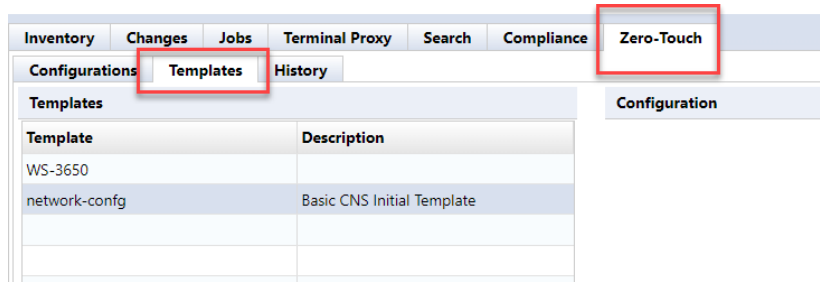 Inventory Changes Jobs Terminal Proxy Search Compliance Zero-Touch
Configurations Templates History
Templates Configuration
Template Description
WS-3650
network-confg Basic CNS Initial Template